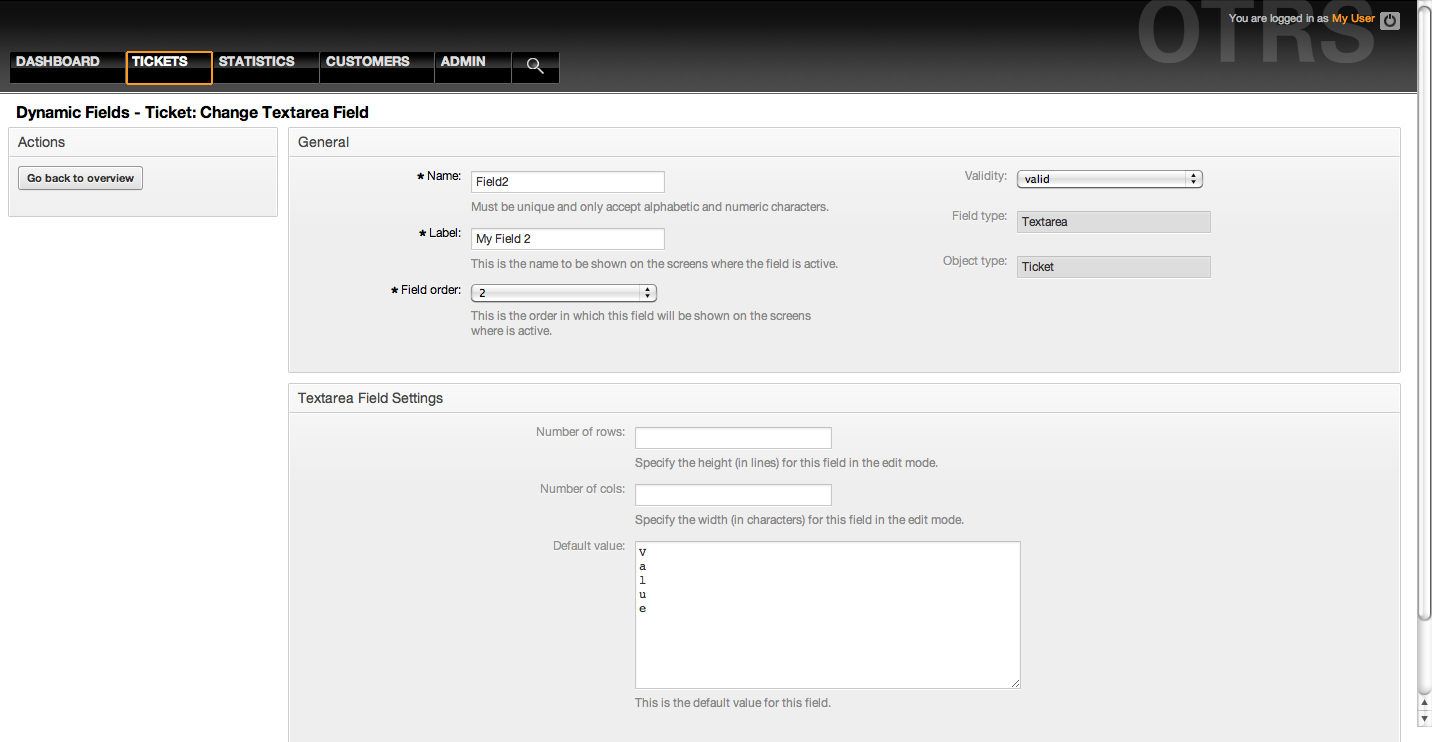 OTRS
You are logged in as My User
DASHBOARD TICKETS STATISTICS CUSTOMERS ADMIN
Dynamic Fields - Ticket: Change Textarea Field
Actions
Go back to overview
General
★ Name: Field2
Must be unique and only accept alphabetic and numeric characters.
★ Label: My Field 2
This is the name to be shown on the screens where the field is active.
★ Field order: 2
This is the order in which this field will be shown on the screens
where is active.
Validity: valid
Field type: Textarea
Object type: Ticket
Textarea Field Settings
Number of rows:
Specify the height (in lines) for this field in the edit mode.
Number of cols:
Specify the width (in characters) for this field in the edit mode.
Default value:
V
a
l
u
e
This is the default value for this field.